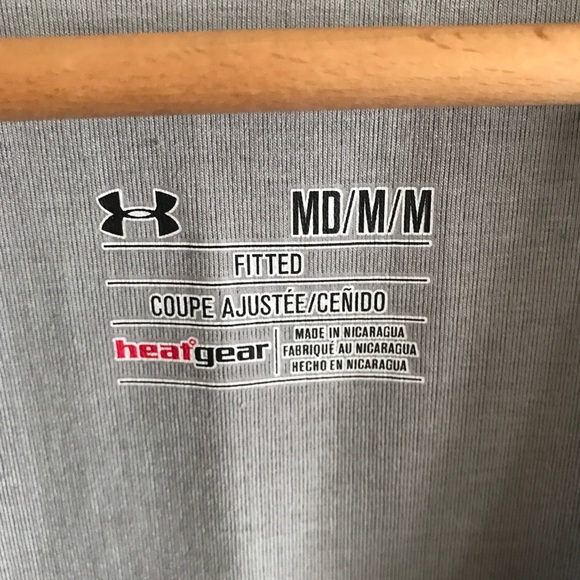 MD/M/M
FITTED
COUPE AJUSTÉE/CEÑIDO
heatgear
MADE IN NICARAGUA
FABRIQUÉ AU NICARAGUA
HECHO EN NICARAGUA